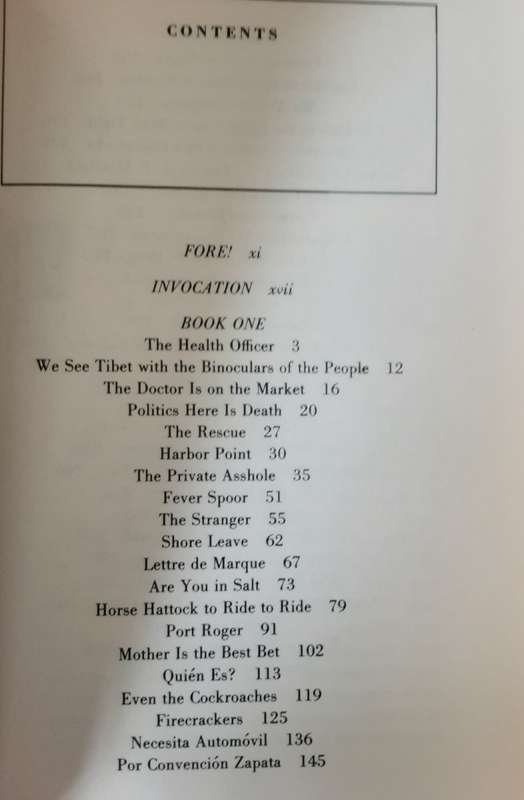 CONTENTS
FORE! xi
INVOCATION xvii
BOOK ONE
The Health Officer 3
We See Tibet with the Binoculars of the People 12
The Doctor Is on the Market 16
Politics Here Is Death 20
The Rescue 27
Harbor Point 30
The Private Asshole 35
Fever Spoor 51
The Stranger 55
Shore Leave 62
Lettre de Marque 67
Are You in Salt 73
Horse Hattock to Ride to Ride 79
Port Roger 91
Mother Is the Best Bet 102
Quién Es? 113
Even the Cockroaches 119
Firecrackers 125
Necesita Automóvil 136
Por Convención Zapata 145